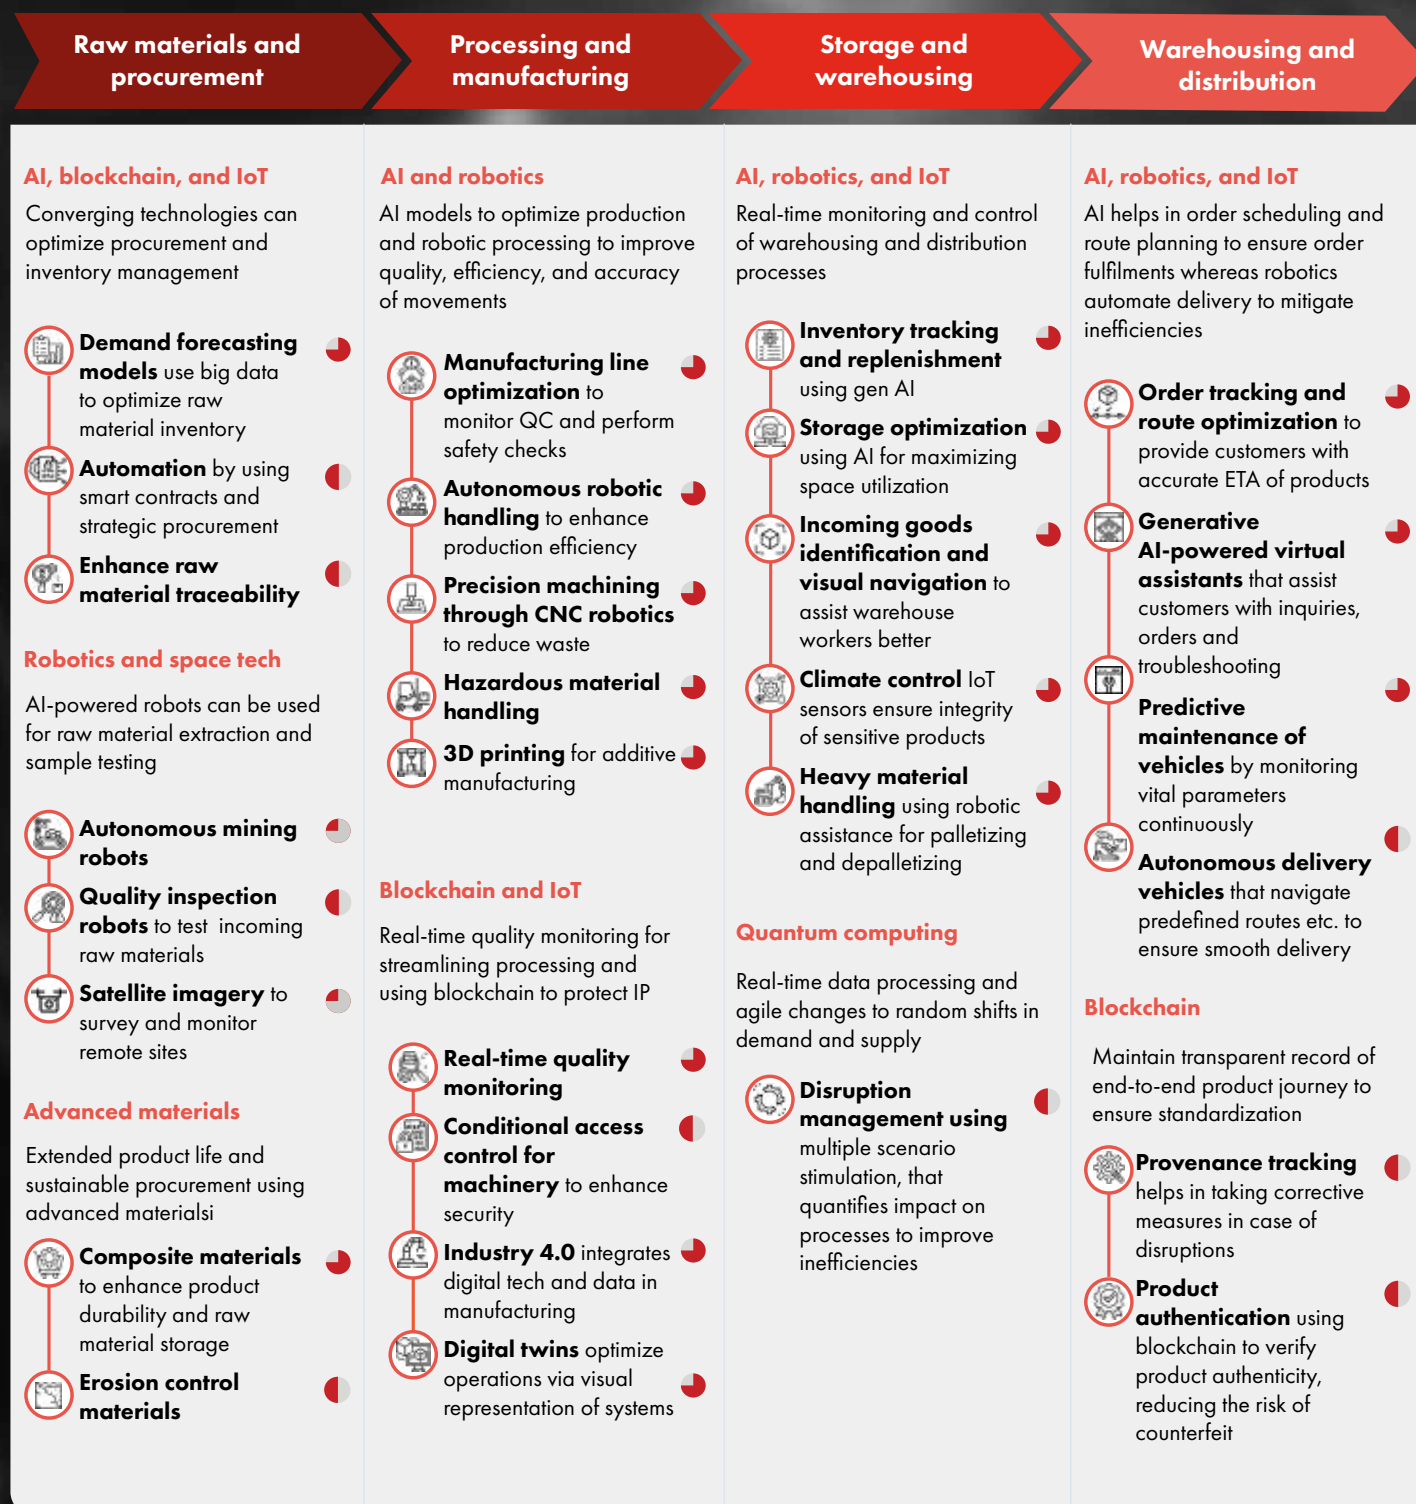 Raw materials and
procurement
Processing and
manufacturing
Storage and
warehousing
Warehousing and
distribution
AI, blockchain, and IoT
Converging technologies can
optimize procurement and
inventory management
Demand forecasting
models use big data
to optimize raw
material inventory
Automation by using
smart contracts and
strategic procurement
Enhance raw
material traceability
Robotics and space tech
AI-powered robots can be used
for raw material extraction and
sample testing
Autonomous mining
robots
Quality inspection
robots to test incoming
raw materials
Satellite imagery to
survey and monitor
remote sites
Advanced materials
Extended product life and
sustainable procurement using
advanced materialsi
Composite materials
to enhance product
durability and raw
material storage
Erosion control
materials
AI and robotics
AI models to optimize production
and robotic processing to improve
quality, efficiency, and accuracy
of movements
Manufacturing line
optimization to
monitor QC and perform
safety checks
Autonomous robotic
handling to enhance
production efficiency
Precision machining
through CNC robotics
to reduce waste
Hazardous material
handling
3D printing for additive
manufacturing
Blockchain and IoT
Real-time quality monitoring for
streamlining processing and
using blockchain to protect IP
Real-time quality
monitoring
Conditional access
control for
machinery to enhance
security
Industry 4.0 integrates
digital tech and data in
manufacturing
Digital twins optimize
operations via visual
representation of systems
AI, robotics, and IoT
Real-time monitoring and control
of warehousing and distribution
processes
Inventory tracking
and replenishment
using gen AI
Storage optimization
using AI for maximizing
space utilization
Incoming goods
identification and
visual navigation to
assist warehouse
workers better
Climate control IoT
sensors ensure integrity
of sensitive products
Heavy material
handling using robotic
assistance for palletizing
and depalletizing
Quantum computing
Real-time data processing and
agile changes to random shifts in
demand and supply
Disruption
management using
multiple scenario
stimulation, that
quantifies impact on
processes to improve
inefficiencies
AI, robotics, and IoT
AI helps in order scheduling and
route planning to ensure order
fulfilments whereas robotics
automate delivery to mitigate
inefficiencies
Order tracking and
route optimization to
provide customers with
accurate ETA of products
Generative
AI-powered virtual
assistants that assist
customers with inquiries,
orders and
troubleshooting
Predictive
maintenance of
vehicles by monitoring
vital parameters
continuously
Autonomous delivery
vehicles that navigate
predefined routes etc. to
ensure smooth delivery
Blockchain
Maintain transparent record of
end-to-end product journey to
ensure standardization
Provenance tracking
helps in taking corrective
measures in case of
disruptions
Product
authentication using
blockchain to verify
product authenticity,
reducing the risk of
counterfeit